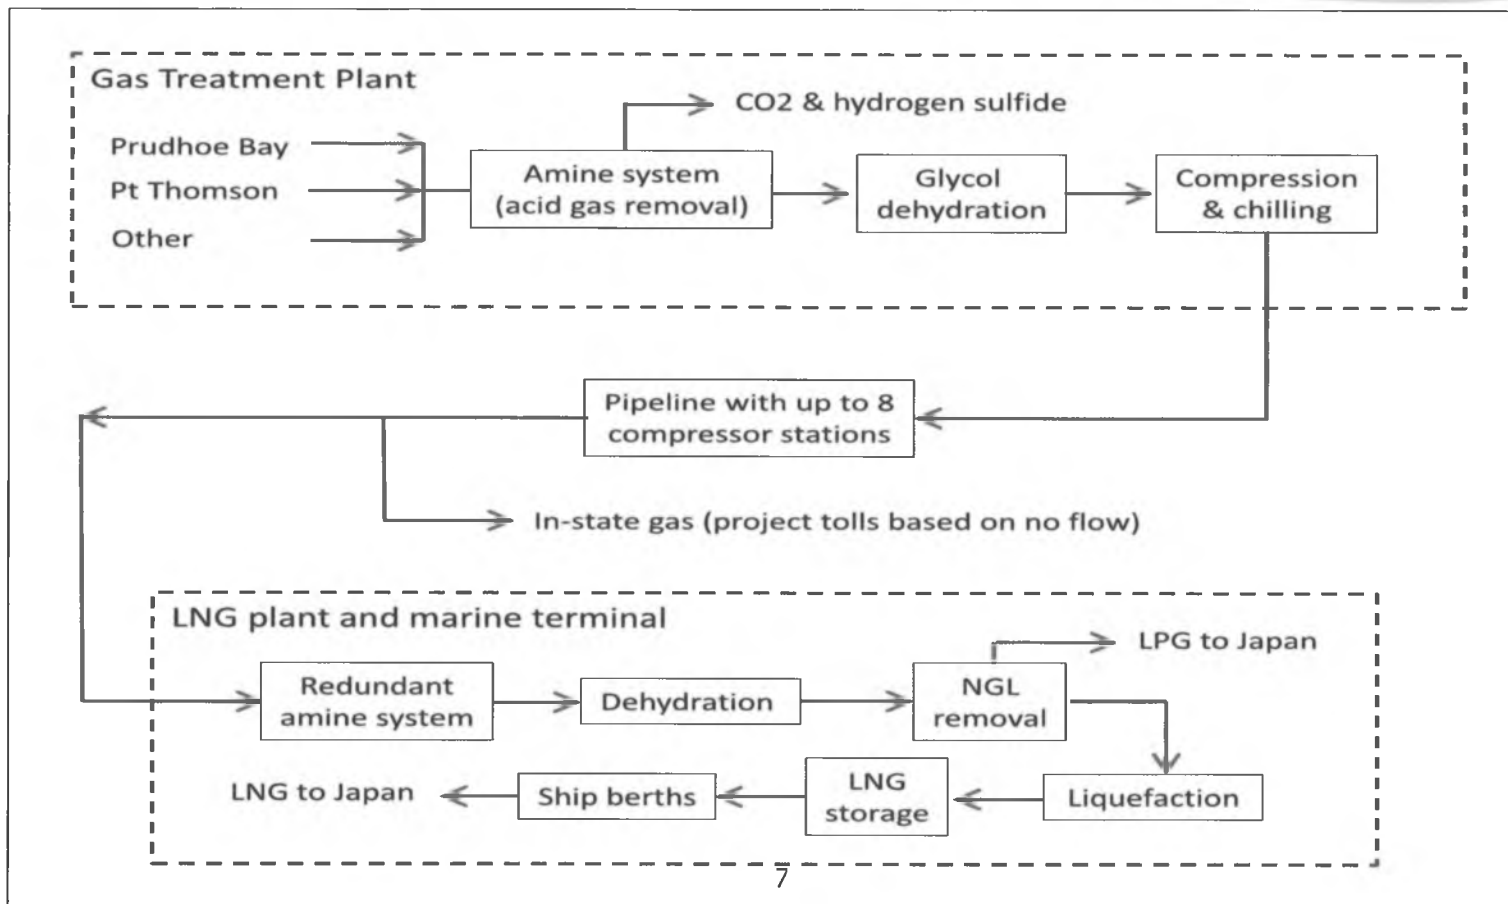 Gas Treatment Plant
CO2 & hydrogen sulfide
Prudhoe Bay
Pt Thomson
Other
Amine system
(acid gas removal)
Glycol
dehydration
Compression
& chilling
Pipeline with up to 8
compressor stations
In-state gas (project tolls based on no flow)
LNG plant and marine terminal
LPG to Japan
Redundant
amine system
Dehydration
NGL
removal
LNG to Japan
Ship berths
LNG
storage
Liquefaction
7